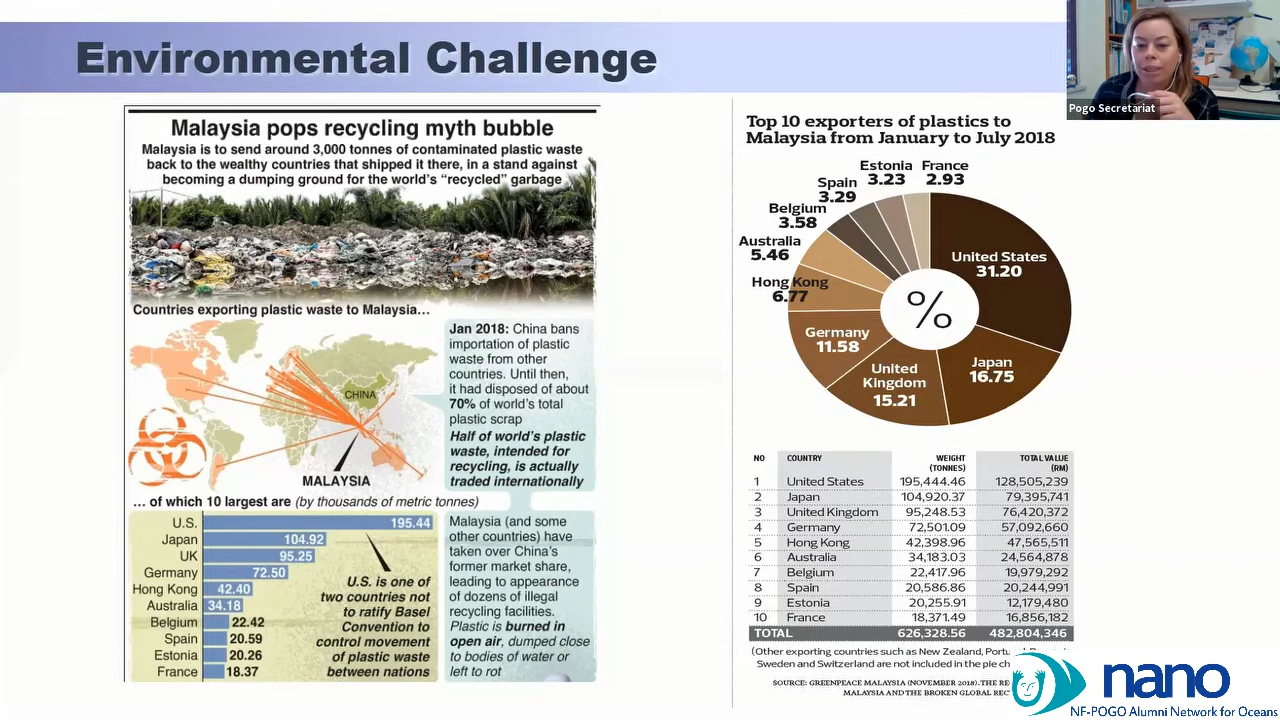 Environmental Challenge
Pogo Secretariat
Malaysia pops recycling myth bubble
Malaysia is to send around 3,000 tonnes of contaminated plastic waste
back to the wealthy countries that shipped it there, in a stand against
becoming a dumping ground for the world's “recycled” garbage
Countries exporting plastic waste to Malaysia…
CHINA
MALAYSIA
Jan 2018: China bans
importation of plastic
waste from other
countries. Until then,
it had disposed of about
70% of world's total
plastic scrap
Half of world's plastic
waste, intended for
recycling, is actually
traded internationally
… of which 10 largest are (by thousands of metric tonnes)
U.S. 195.44
Japan 104.92
UK 95.25
Germany 72.50
Hong Kong 42.40
Australia 34.18
Belgium 22.42
Spain 20.59
Estonia 20.26
France 18.37
U.S. is one of
two countries not
to ratify Basel
Convention to
control movement
of plastic waste
between nations
Malaysia (and some
other countries) have
taken over China's
former market share,
leading to appearance
of dozens of illegal
recycling facilities.
Plastic is burned in
open air, dumped close
to bodies of water or
left to rot
Top 10 exporters of plastics to
Malaysia from January to July 2018
Estonia
3.23
France
2.93
Spain
3.29
Belgium
3.58
Australia
5.46
Hong Kong
6.77
Germany
11.58
United
Kingdom
15.21
Japan
16.75
United States
31.20
%
NO COUNTRY WEIGHT (TONNES) TOTAL VALUE (RM)
1 United States 195,444.46 128,505,239
2 Japan 104,920.37 79,395,741
3 United Kingdom 95,248.53 76,420,372
4 Germany 72,501.09 57,092,660
5 Hong Kong 42,398.96 47,565,511
6 Australia 34,183.03 24,564,878
7 Belgium 22,417.96 19,979,292
8 Spain 20,586.86 20,244,991
9 Estonia 20,255.91 12,179,480
10 France 18,371.49 16,856,182
TOTAL 626,328.56 482,804,346
(Other exporting countries such as New Zealand,
Sweden and Switzerland are not included in the pie
SOURCE: GREENPEACE MALAYSIA (NOVEMBER 2018). THE
MALAYSIA AND THE BROKEN GLOBAL
nano
NF-POGO Alumni Network for Oceans